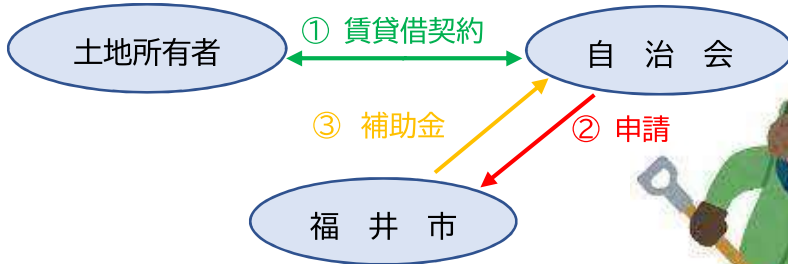 ① 賃貸借契約
土地所有者
自 治 会
③ 補助金
② 申請
福 井 市